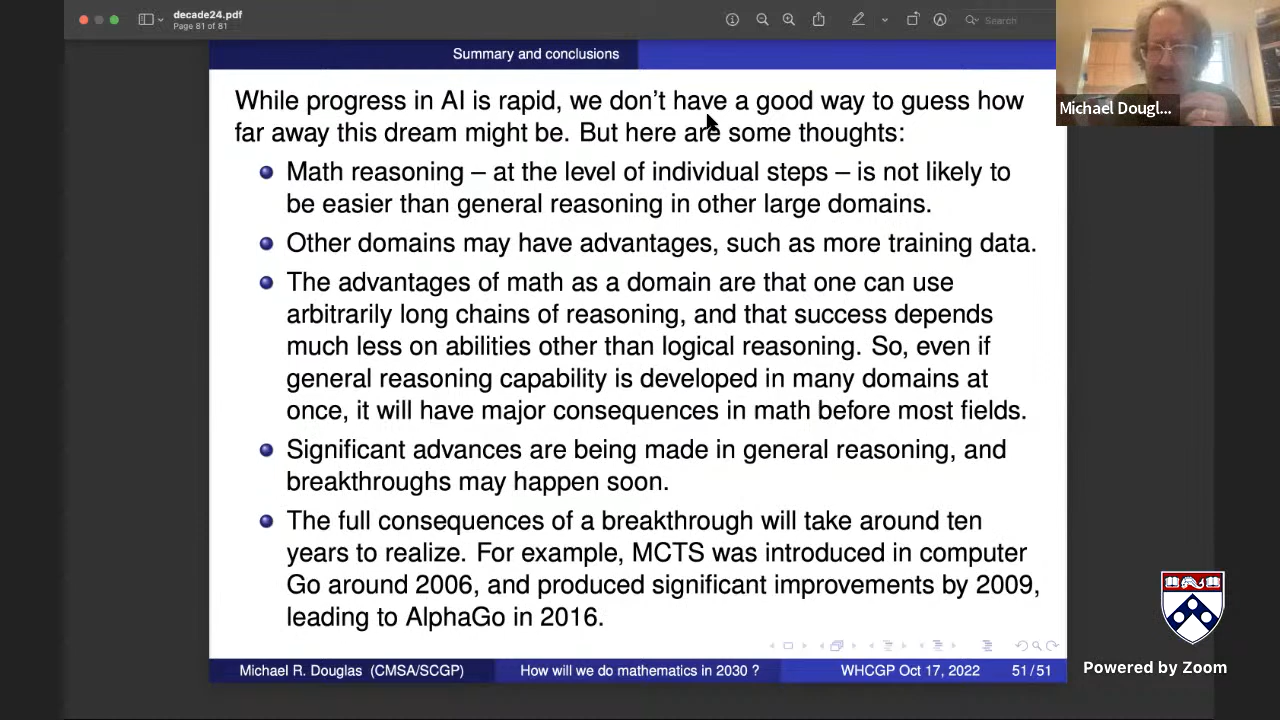 decade24.pdf
Page 81 of 81
Search
Michael Dougl...
Summary and conclusions
While progress in AI is rapid, we don't have a good way to guess how
far away this dream might be. But here are some thoughts:
Math reasoning – at the level of individual steps – is not likely to
be easier than general reasoning in other large domains.
Other domains may have advantages, such as more training data.
The advantages of math as a domain are that one can use
arbitrarily long chains of reasoning, and that success depends
much less on abilities other than logical reasoning. So, even if
general reasoning capability is developed in many domains at
once, it will have major consequences in math before most fields.
Significant advances are being made in general reasoning, and
breakthroughs may happen soon.
The full consequences of a breakthrough will take around ten
years to realize. For example, MCTS was introduced in computer
Go around 2006, and produced significant improvements by 2009,
leading to AlphaGo in 2016.
Michael R. Douglas (CMSA/SCGP) How will we do mathematics in 2030 ? WHCGP Oct 17, 2022 51 / 51
Powered by Zoom